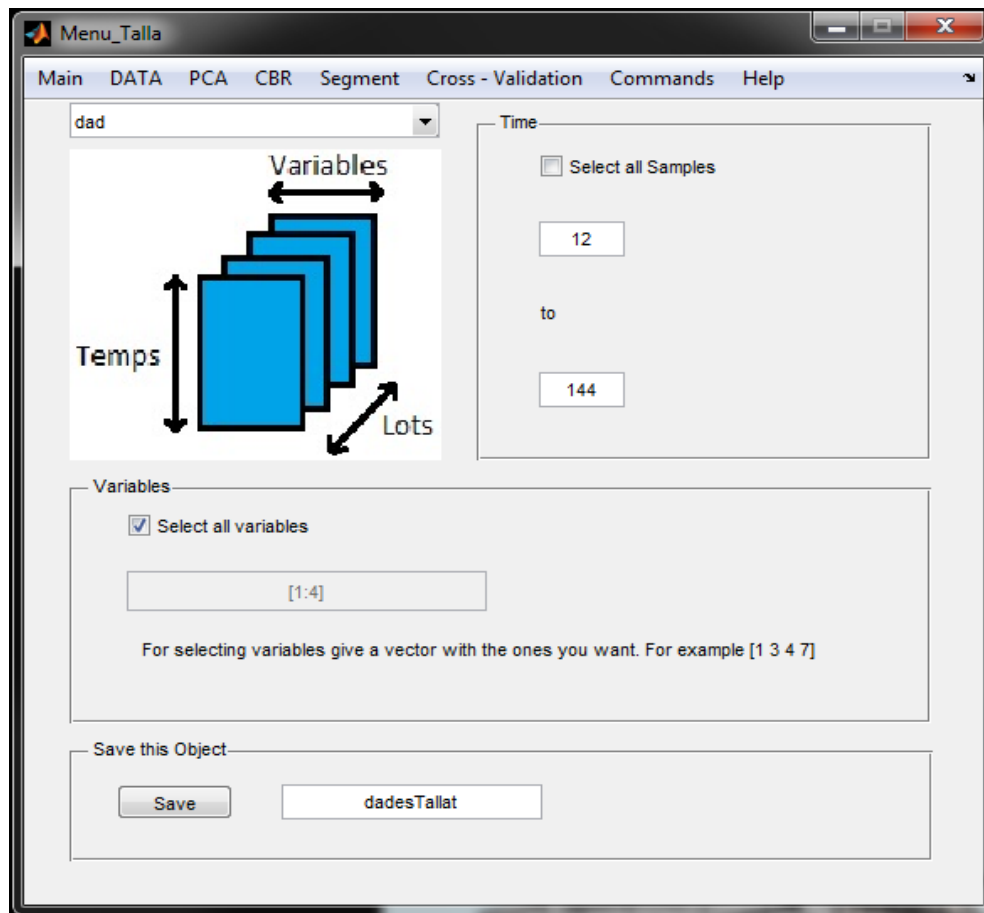 Menu_Talla
Main DATA PCA CBR Segment Cross - Validation Commands Help
dad
Variables
Temps
Lots
Time
Select all Samples
12
to
144
Variables
Select all variables
[1:4]
For selecting variables give a vector with the ones you want. For example [1 3 4 7]
Save this Object
Save
dadesTallat